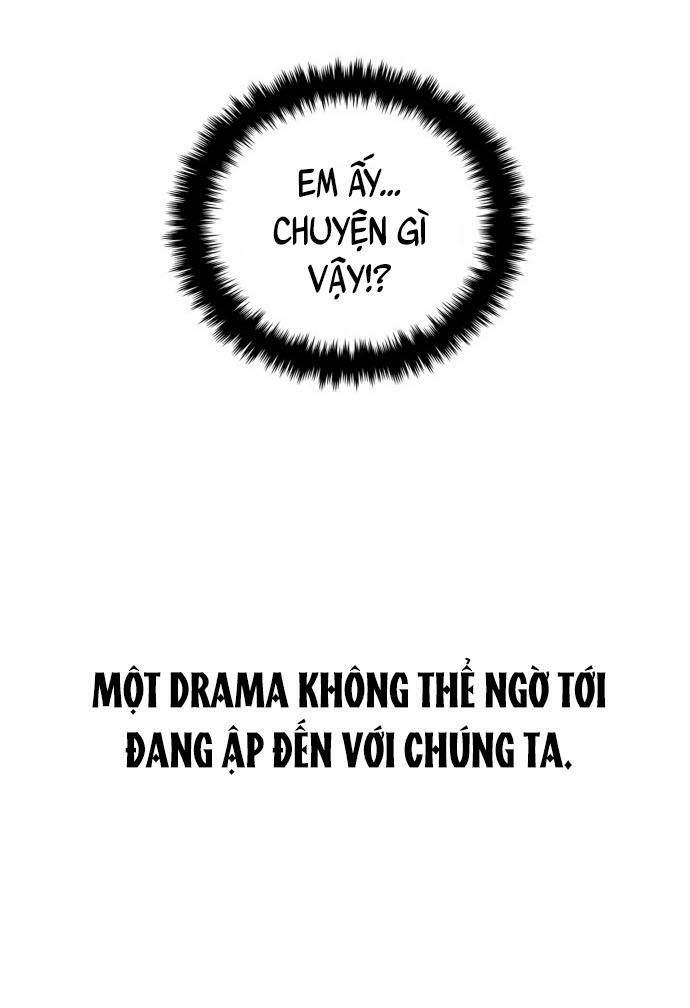 EM ẤY...
CHUYỆN GÌ
VẬY!?
MỘT DRAMA KHÔNG THỂ NGỜ TỚI
ĐANG ẬP ĐẾN VỚI CHÚNG TA.